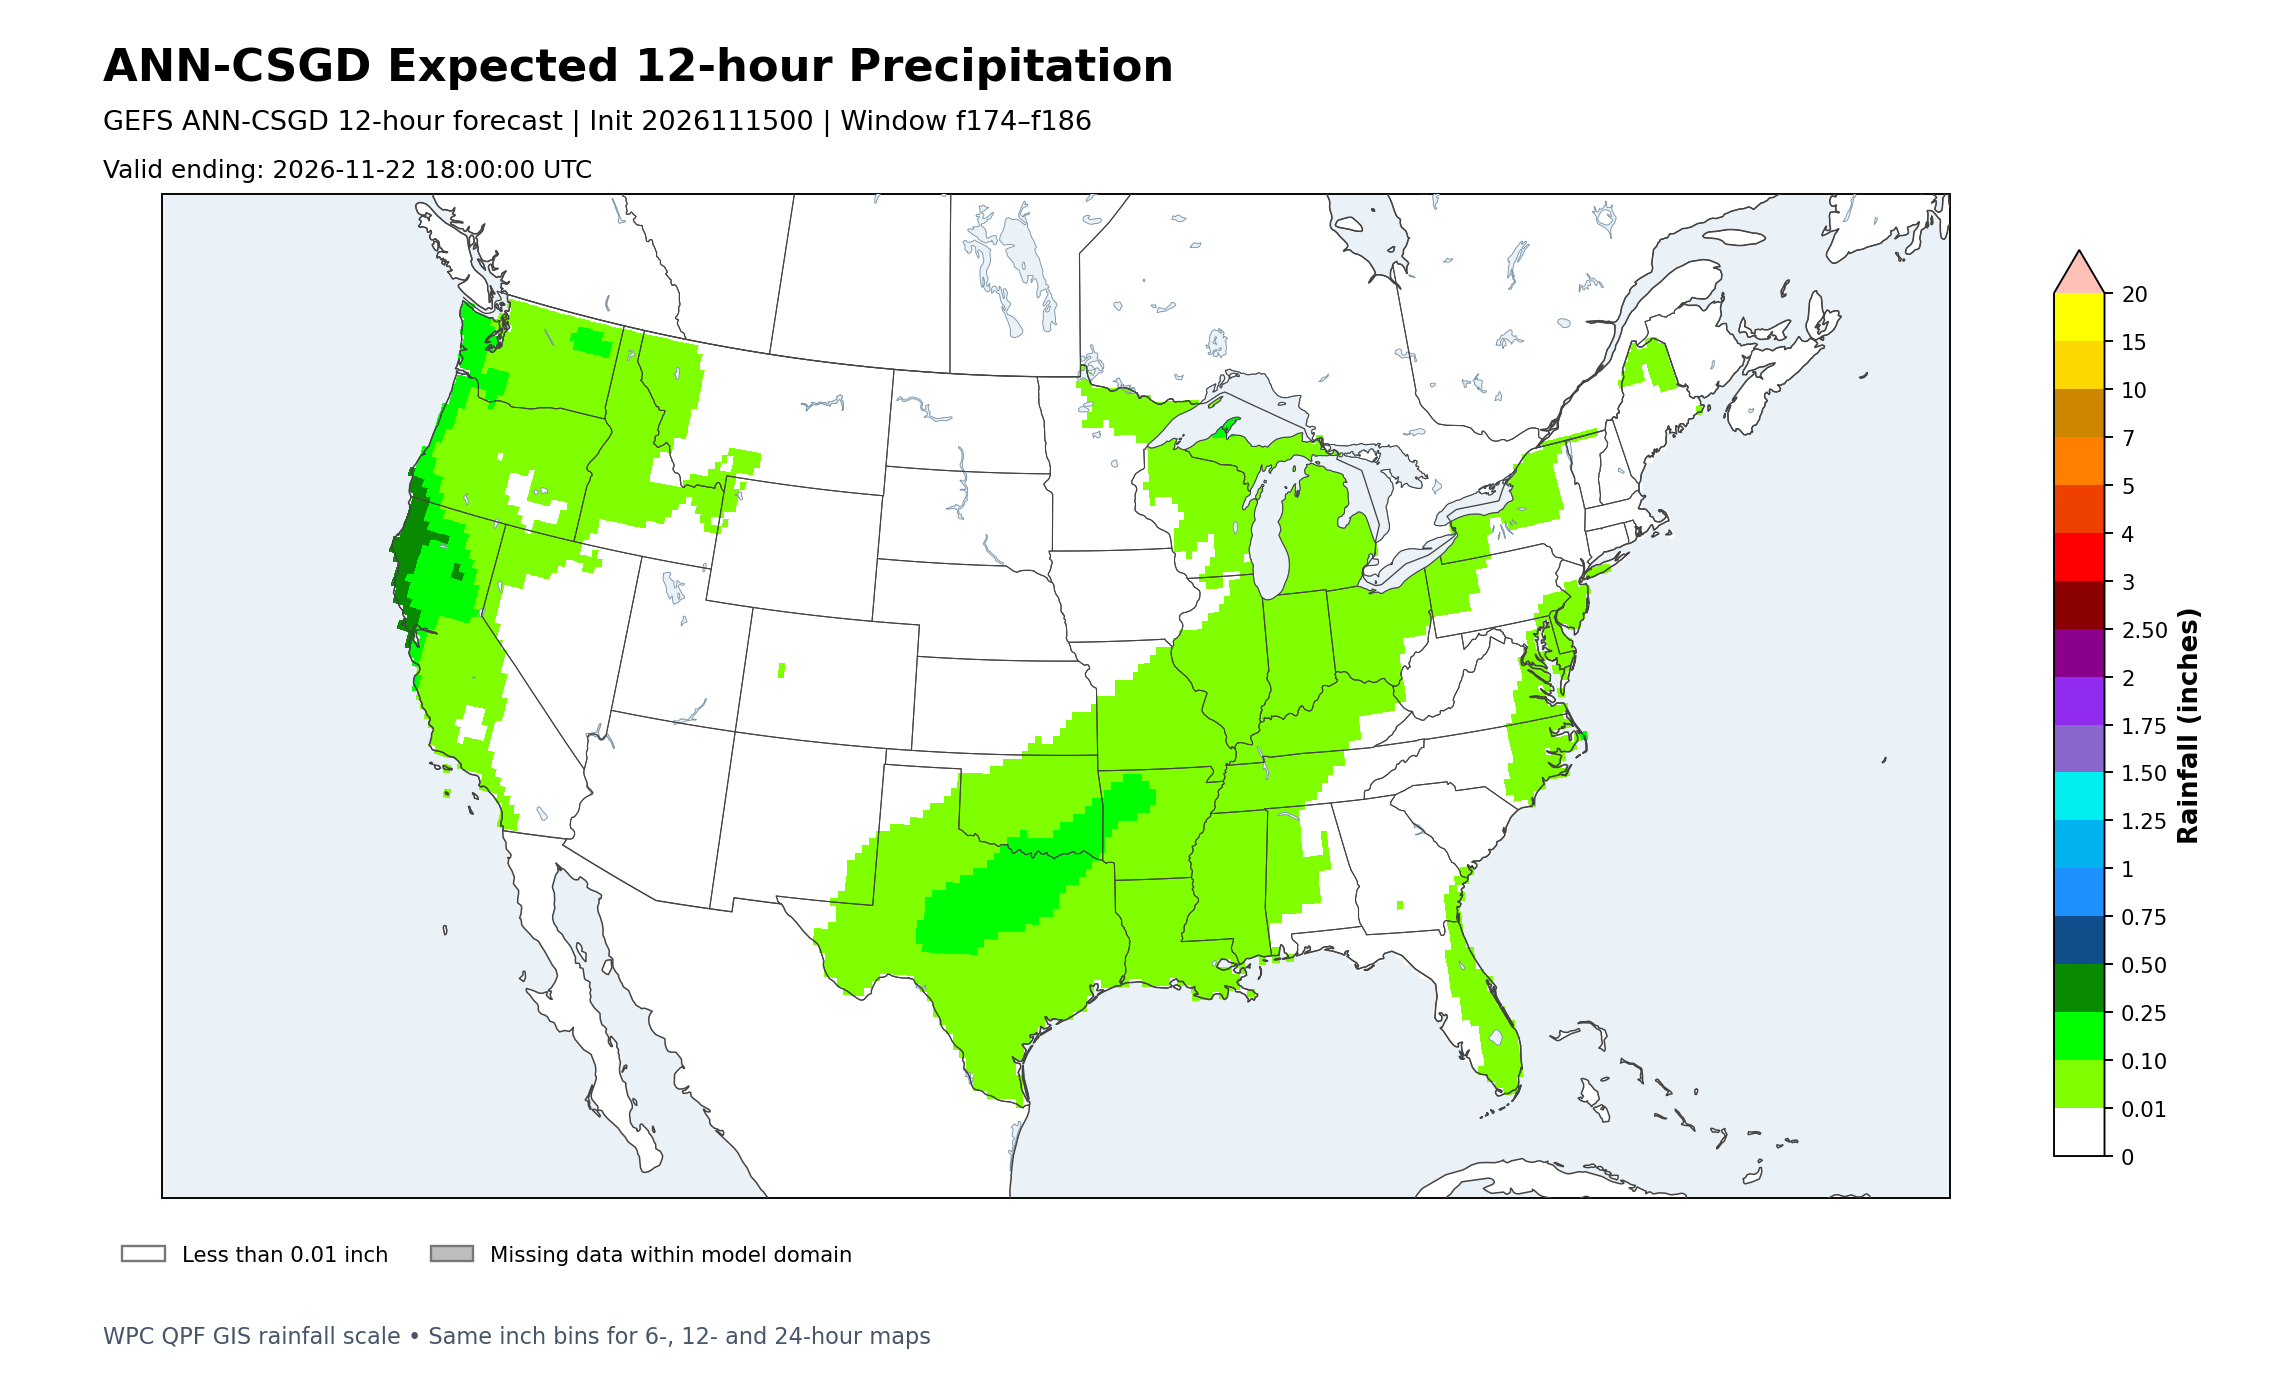 ANN-CSGD Expected 12-hour Precipitation
GEFS ANN-CSGD 12-hour forecast | Init 2026111500 | Window f174–f186
Valid ending: 2026-11-22 18:00:00 UTC
20
15
10
7
5
4
3
2.50
2
1.75
1.50
1.25
1
0.75
0.50
0.25
0.10
0.01
0
Rainfall (inches)
Less than 0.01 inch
Missing data within model domain
WPC QPF GIS rainfall scale • Same inch bins for 6-, 12- and 24-hour maps